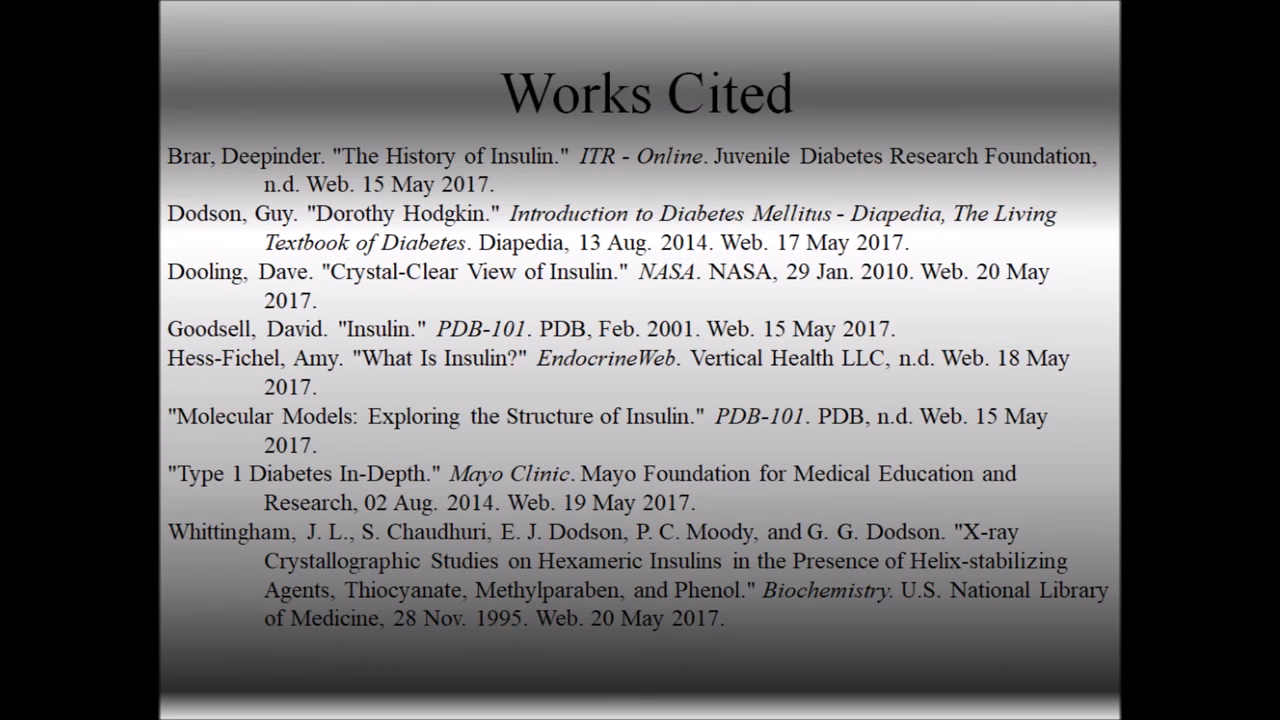 Works Cited
Brar, Deepinder. "The History of Insulin." ITR - Online. Juvenile Diabetes Research Foundation,
n.d. Web. 15 May 2017.
Dodson, Guy. "Dorothy Hodgkin." Introduction to Diabetes Mellitus - Diapedia, The Living
Textbook of Diabetes. Diapedia, 13 Aug. 2014. Web. 17 May 2017.
Dooling, Dave. "Crystal-Clear View of Insulin." NASA. NASA, 29 Jan. 2010. Web. 20 May
2017.
Goodsell, David. "Insulin." PDB-101. PDB, Feb. 2001. Web. 15 May 2017.
Hess-Fichel, Amy. "What Is Insulin?" EndocrineWeb. Vertical Health LLC, n.d. Web. 18 May
2017.
"Molecular Models: Exploring the Structure of Insulin." PDB-101. PDB, n.d. Web. 15 May
2017.
"Type 1 Diabetes In-Depth." Mayo Clinic. Mayo Foundation for Medical Education and
Research, 02 Aug. 2014. Web. 19 May 2017.
Whittingham, J. L., S. Chaudhuri, E. J. Dodson, P. C. Moody, and G. G. Dodson. "X-ray
Crystallographic Studies on Hexameric Insulins in the Presence of Helix-stabilizing
Agents, Thiocyanate, Methylparaben, and Phenol." Biochemistry. U.S. National Library
of Medicine, 28 Nov. 1995. Web. 20 May 2017.